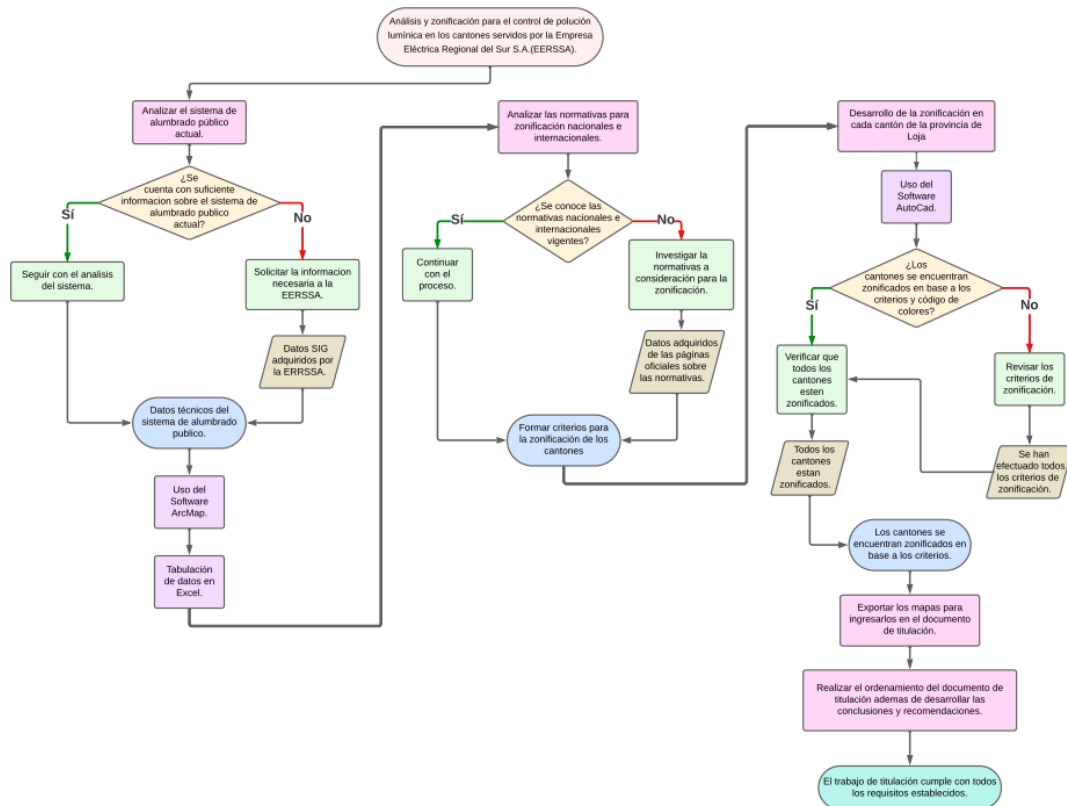 Análisis y zonificación para el control de polución
lumínica en los cantones servidos por la Empresa
Eléctrica Regional del Sur S.A.(EERSSA).
Analizar el sistema de
alumbrado público
actual.
¿Se
cuenta con suficiente
informacion sobre el sistema de
alumbrado publico
actual?
Sí
No
Seguir con el analisis
del sistema.
Solicitar la informacion
necesaria a la
EERSSA.
Datos SIG
adquiridos por
la ERRSSA.
Datos técnicos del
sistema de alumbrado
publico.
Uso del
Software
ArcMap.
Tabulación
de datos en
Excel.
Analizar las normativas para
zonificación nacionales e
internacionales.
¿Se conoce las
normativas nacionales e
internacionales
vigentes?
Sí
No
Continuar
con el
proceso.
Investigar la
normativas a
consideración para la
zonificación.
Datos adquiridos
de las páginas
oficiales sobre
las normativas.
Formar criterios para
la zonificación de los
cantones
Desarrollo de la zonificación en
cada cantón de la provincia de
Loja
Uso del
Software
AutoCad.
¿Los
cantones se encuentran
zonificados en base a los
criterios y código de
colores?
Sí
No
Verificar que
todos los
cantones
esten
zonificados.
Revisar los
criterios de
zonificación.
Todos los
cantones
estan
zonificados.
Se han
efectuado todos
los criterios de
zonificación.
Los cantones se
encuentran zonificados en
base a los criterios.
Exportar los mapas para
ingresarlos en el documento
de titulación.
Realizar el ordenamiento del documento de
titulación ademas de desarrollar las
conclusiones y recomendaciones.
El trabajo de titulación cumple con todos
los requisitos establecidos.